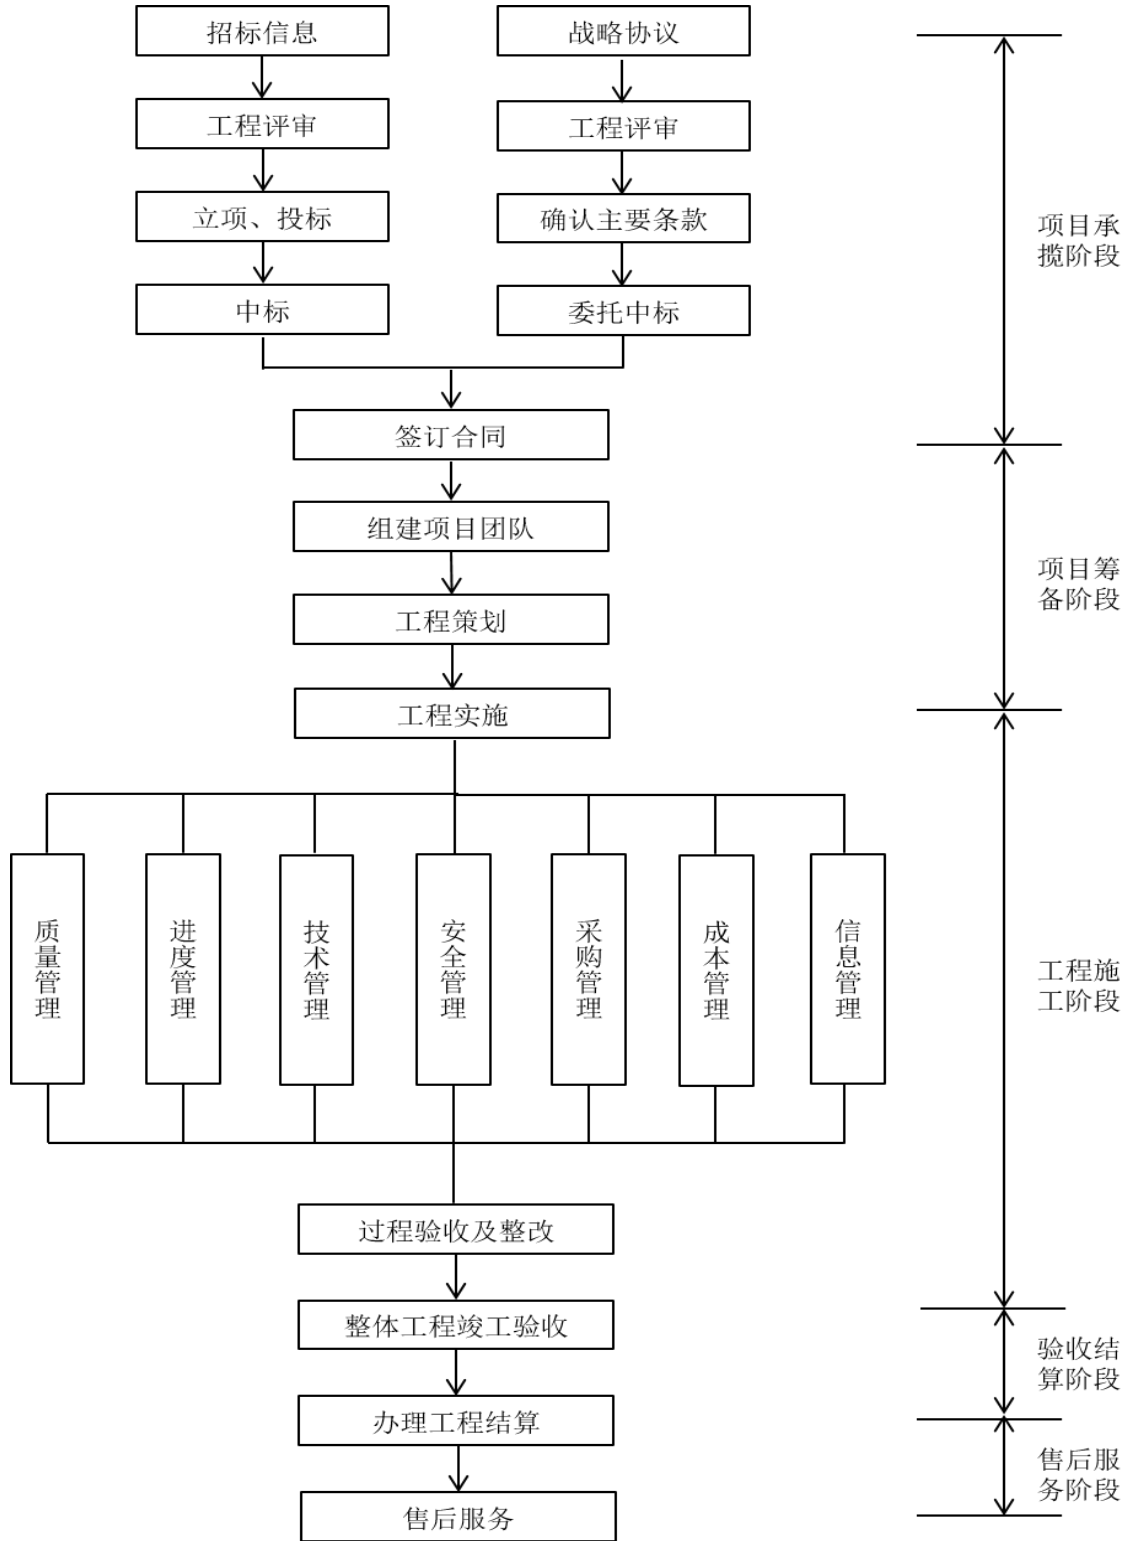 招标信息
战略协议
工程评审
工程评审
立项、投标
确认主要条款
项目承
揽阶段
中标
委托中标
签订合同
组建项目团队
项目筹
备阶段
工程策划
工程实施
质量管理
进度管理
技术管理
安全管理
采购管理
成本管理
信息管理
工程施
工阶段
过程验收及整改
整体工程竣工验收
验收结
算阶段
办理工程结算
售后服
务阶段
售后服务